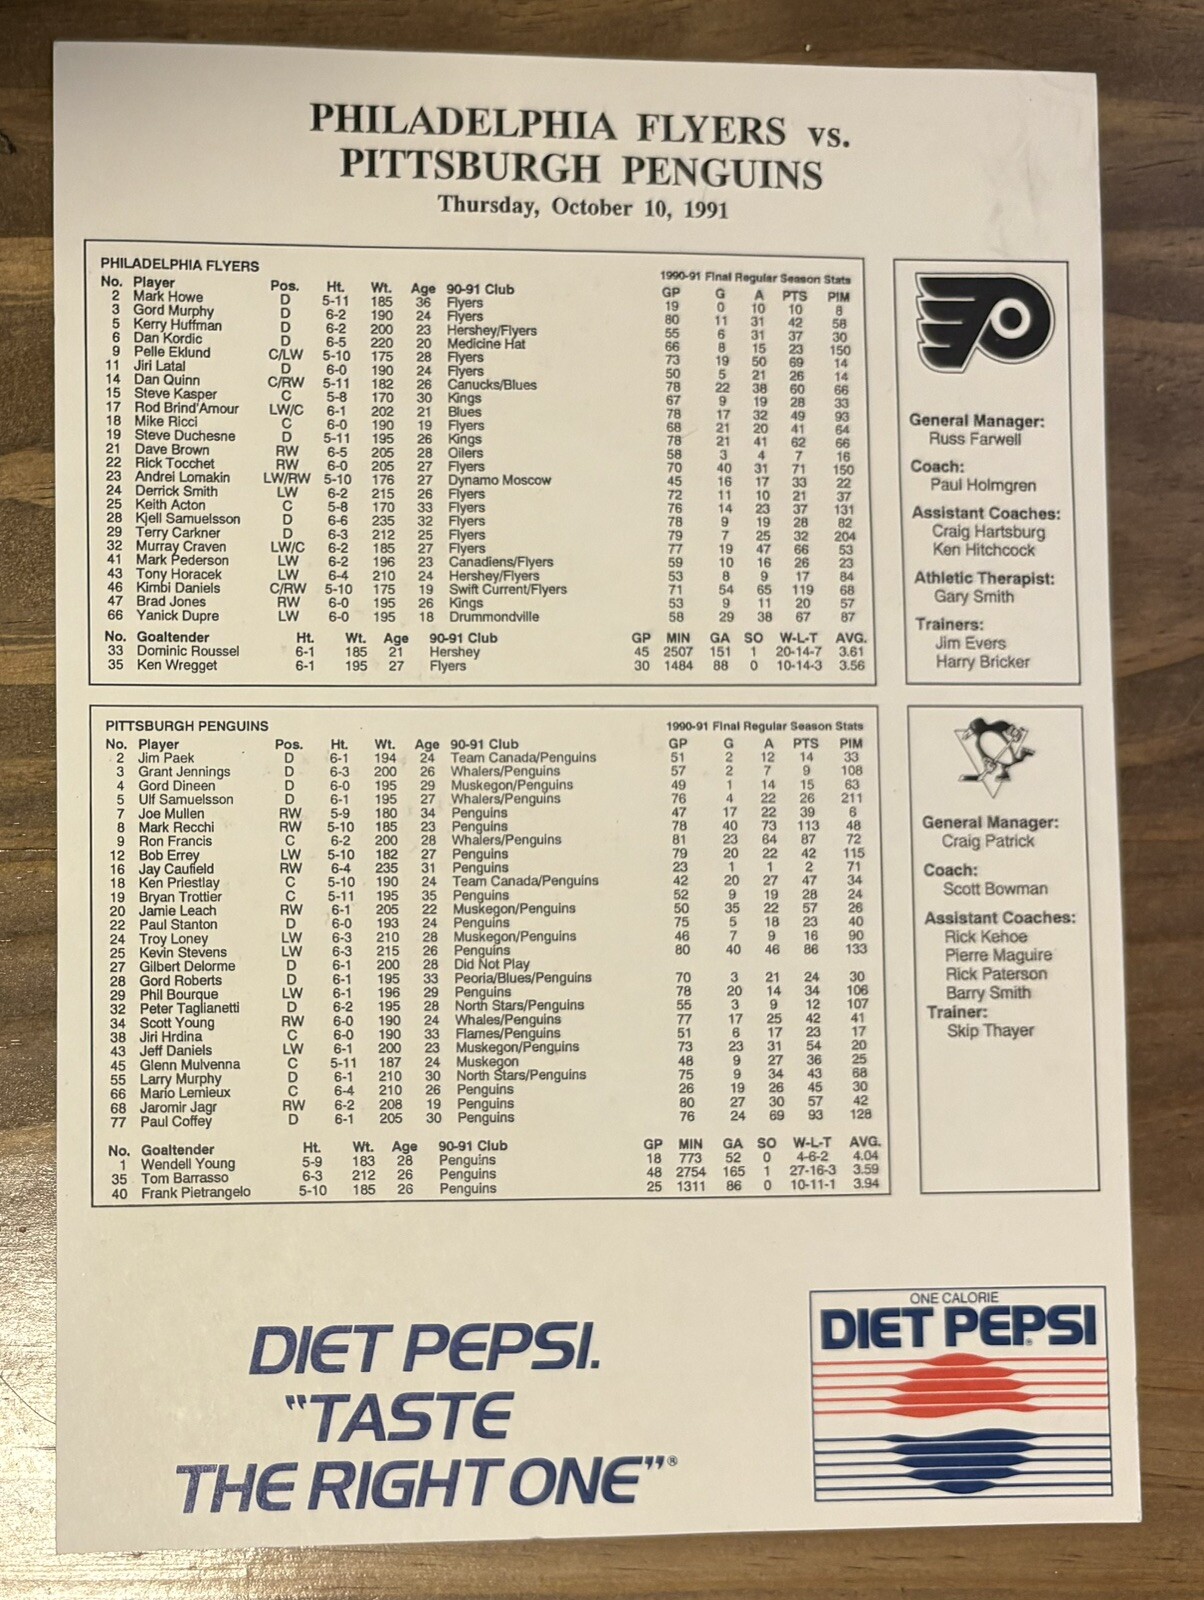 PHILADELPHIA FLYERS vs.
PITTSBURGH PENGUINS
Thursday, October 10, 1991
PHILADELPHIA FLYERS 1990-91 Final Regular Season Stats
No. Player Pos. Ht. Wt. Age 90-91 Club GP G A PTS PIM
2 Mark Howe D 5-11 185 36 Flyers 19 0 10 10 8
3 Gord Murphy D 6-2 190 24 Flyers 80 11 31 42 58
5 Kerry Huffman D 6-2 200 23 Hershey/Flyers 55 6 31 37 30
6 Dan Kordic D 6-5 220 20 Medicine Hat 66 8 15 23 150
9 Pelle Eklund C/LW 5-10 175 28 Flyers 73 19 50 69 14
11 Jiri Latal D 6-0 190 24 Flyers 50 5 21 26 14
14 Dan Quinn C/RW 5-11 182 26 Canucks/Blues 78 22 38 60 66
15 Steve Kasper C 5-8 170 30 Kings 67 9 19 28 33
17 Rod Brind'Amour LW/C 6-1 202 21 Blues 78 17 32 49 93
18 Mike Ricci C 6-0 190 19 Flyers 68 21 20 41 64
19 Steve Duchesne D 5-11 195 26 Kings 78 21 41 62 66
21 Dave Brown RW 6-5 205 28 Oilers 58 3 4 7 16
22 Rick Tocchet RW 6-0 205 27 Flyers 70 40 31 71 150
23 Andrei Lomakin LW/RW 5-10 176 27 Dynamo Moscow 45 16 17 33 22
24 Derrick Smith LW 6-2 215 26 Flyers 72 11 10 21 37
25 Keith Acton C 5-8 170 33 Flyers 76 14 23 37 131
28 Kjell Samuelsson D 6-6 235 32 Flyers 78 9 19 28 82
29 Terry Carkner D 6-3 212 25 Flyers 79 7 25 32 204
32 Murray Craven LW/C 6-2 185 27 Flyers 77 19 47 66 53
41 Mark Pederson LW 6-2 196 23 Canadiens/Flyers 59 10 16 26 23
43 Tony Horacek LW 6-4 210 24 Hershey/Flyers 53 8 9 17 84
46 Kimbi Daniels C/RW 5-10 175 19 Swift Current/Flyers 71 54 65 119 68
47 Brad Jones RW 6-0 195 26 Kings 53 9 11 20 57
66 Yanick Dupre LW 6-0 195 18 Drummondville 58 29 38 67 87
No. Goaltender Ht. Wt. Age 90-91 Club GP MIN GA SO W-L-T AVG.
33 Dominic Roussel 6-1 185 21 Hershey 45 2507 151 1 20-14-7 3.61
35 Ken Wregget 6-1 195 27 Flyers 30 1484 88 0 10-14-3 3.56
General Manager:
Russ Farwell
Coach:
Paul Holmgren
Assistant Coaches:
Craig Hartsburg
Ken Hitchcock
Athletic Therapist:
Gary Smith
Trainers:
Jim Evers
Harry Bricker
PITTSBURGH PENGUINS 1990-91 Final Regular Season Stats
No. Player Pos. Ht. Wt. Age 90-91 Club GP G A PTS PIM
2 Jim Paek D 6-1 194 24 Team Canada/Penguins 51 2 12 14 33
3 Grant Jennings D 6-3 200 26 Whalers/Penguins 57 2 7 9 108
4 Gord Dineen D 6-0 195 29 Muskegon/Penguins 49 1 14 15 63
5 Ulf Samuelsson D 6-1 195 27 Whalers/Penguins 76 4 22 26 211
7 Joe Mullen RW 5-9 180 34 Penguins 47 17 22 39 6
8 Mark Recchi RW 5-10 185 23 Penguins 78 40 73 113 48
9 Ron Francis C 6-2 200 28 Whalers/Penguins 81 23 64 87 72
12 Bob Errey LW 5-10 182 27 Penguins 79 20 22 42 115
16 Jay Caufield RW 6-4 235 31 Penguins 23 1 1 2 71
18 Ken Priestlay C 5-10 190 24 Team Canada/Penguins 42 20 27 47 34
19 Bryan Trottier C 5-11 195 35 Penguins 52 9 19 28 24
20 Jamie Leach RW 6-1 205 22 Muskegon/Penguins 50 35 22 57 26
22 Paul Stanton D 6-0 193 24 Penguins 75 5 18 23 40
24 Troy Loney LW 6-3 210 28 Muskegon/Penguins 46 7 9 16 90
25 Kevin Stevens LW 6-3 215 26 Penguins 80 40 46 86 133
27 Gilbert Delorme D 6-1 200 28 Did Not Play
28 Gord Roberts D 6-1 195 33 Peoria/Blues/Penguins 70 3 21 24 30
29 Phil Bourque LW 6-1 196 29 Penguins 78 20 14 34 106
32 Peter Taglianetti D 6-2 195 28 North Stars/Penguins 55 3 9 12 107
34 Scott Young RW 6-0 190 24 Whales/Penguins 77 17 25 42 41
38 Jiri Hrdina C 6-0 190 33 Flames/Penguins 51 6 17 23 17
43 Jeff Daniels LW 6-1 200 23 Muskegon/Penguins 73 23 31 54 20
45 Glenn Mulvenna C 5-11 187 24 Muskegon 48 9 27 36 25
55 Larry Murphy D 6-1 210 30 North Stars/Penguins 75 9 34 43 68
66 Mario Lemieux C 6-4 210 26 Penguins 26 19 26 45 30
68 Jaromir Jagr RW 6-2 208 19 Penguins 80 27 30 57 42
77 Paul Coffey D 6-1 205 30 Penguins 76 24 69 93 128
No. Goaltender Ht. Wt. Age 90-91 Club GP MIN GA SO W-L-T AVG.
1 Wendell Young 5-9 183 28 Penguins 18 773 52 0 4-6-2 4.04
35 Tom Barrasso 6-3 212 26 Penguins 48 2754 165 1 27-16-3 3.59
40 Frank Pietrangelo 5-10 185 26 Penguins 25 1311 86 0 10-11-1 3.94
General Manager:
Craig Patrick
Coach:
Scott Bowman
Assistant Coaches:
Rick Kehoe
Pierre Maguire
Rick Paterson
Barry Smith
Trainer:
Skip Thayer
DIET PEPSI.
"TASTE
THE RIGHT ONE"®
ONE CALORIE
DIET PEPSI®